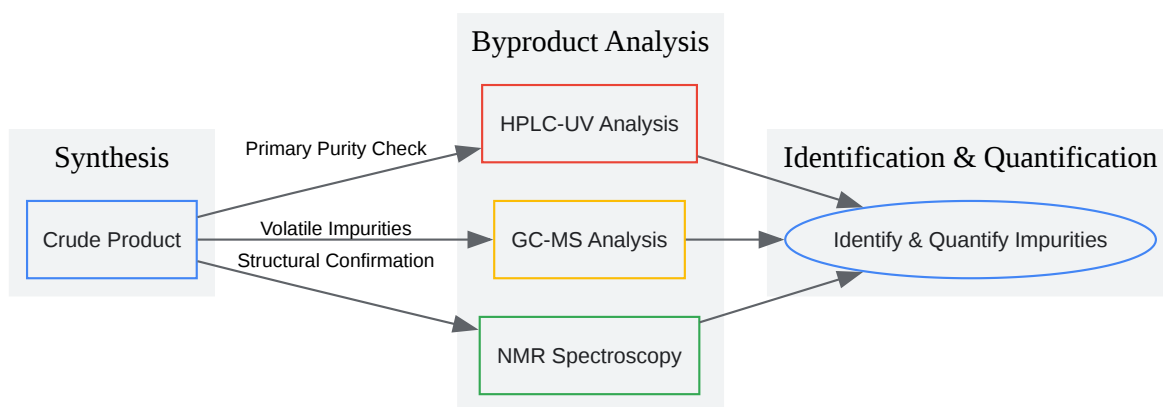 Synthesis
Crude Product
Primary Purity Check
Volatile Impurities
Structural Confirmation
Byproduct Analysis
HPLC-UV Analysis
GC-MS Analysis
NMR Spectroscopy
Identification & Quantification
Identify & Quantify Impurities